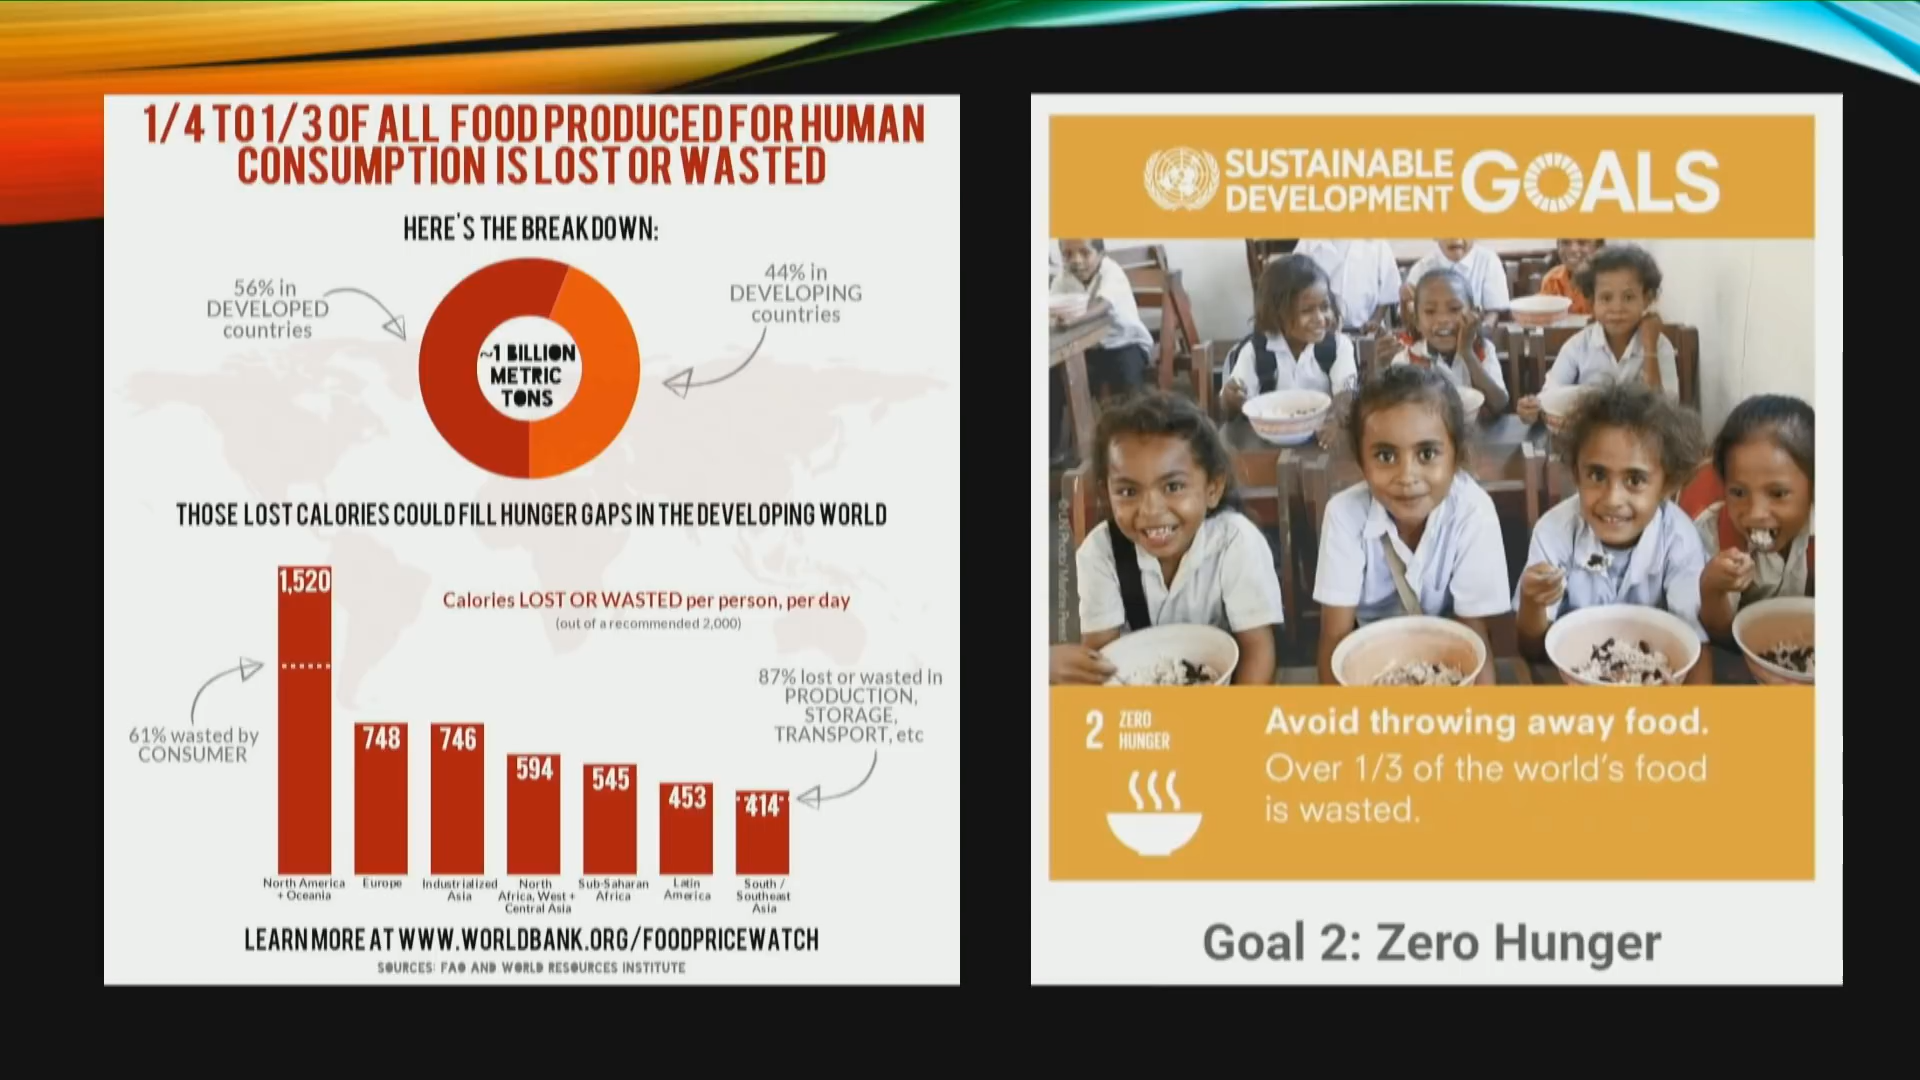 1/4 TO 1/3 OF ALL FOOD PRODUCED FOR HUMAN
CONSUMPTION IS LOST OR WASTED
HERE'S THE BREAKDOWN:
56% in
DEVELOPED
countries
44% in
DEVELOPING
countries
~1 BILLION
METRIC
TONS
THOSE LOST CALORIES COULD FILL HUNGER GAPS IN THE DEVELOPING WORLD
Calories LOST OR WASTED per person, per day
(out of a recommended 2,000)
1,520
748
746
594
545
453
414
61% wasted by
CONSUMER
87% lost or wasted in
PRODUCTION,
STORAGE,
TRANSPORT, etc
North America
+ Oceania
Europe
Industrialized
Asia
North
Africa, West +
Central Asia
Sub-Saharan
Africa
Latin
America
South /
Southeast
Asia
LEARN MORE AT WWW.WORLDBANK.ORG/FOODPRICEWATCH
SOURCES: FAO AND WORLD RESOURCES INSTITUTE
SUSTAINABLE
DEVELOPMENT
GOALS
2 ZERO
HUNGER
Avoid throwing away food.
Over 1/3 of the world's food
is wasted.
Goal 2: Zero Hunger